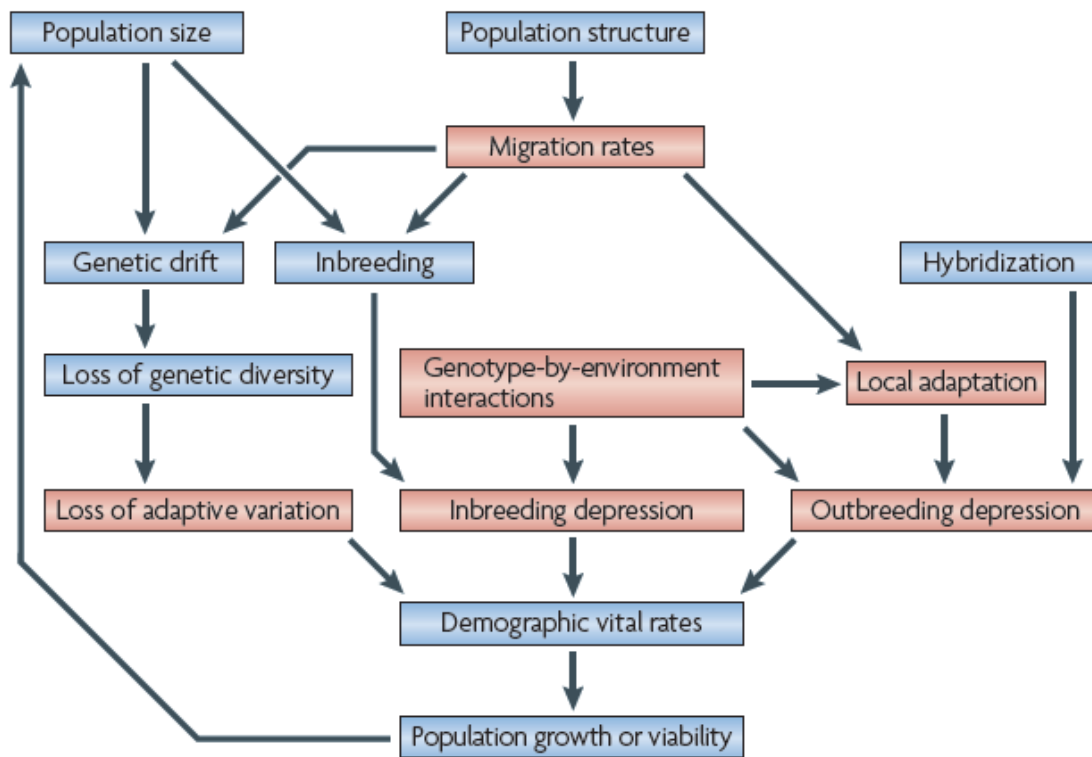 Population size
Population structure
Migration rates
Genetic drift
Inbreeding
Hybridization
Loss of genetic diversity
Genotype-by-environment
interactions
Local adaptation
Loss of adaptive variation
Inbreeding depression
Outbreeding depression
Demographic vital rates
Population growth or viability